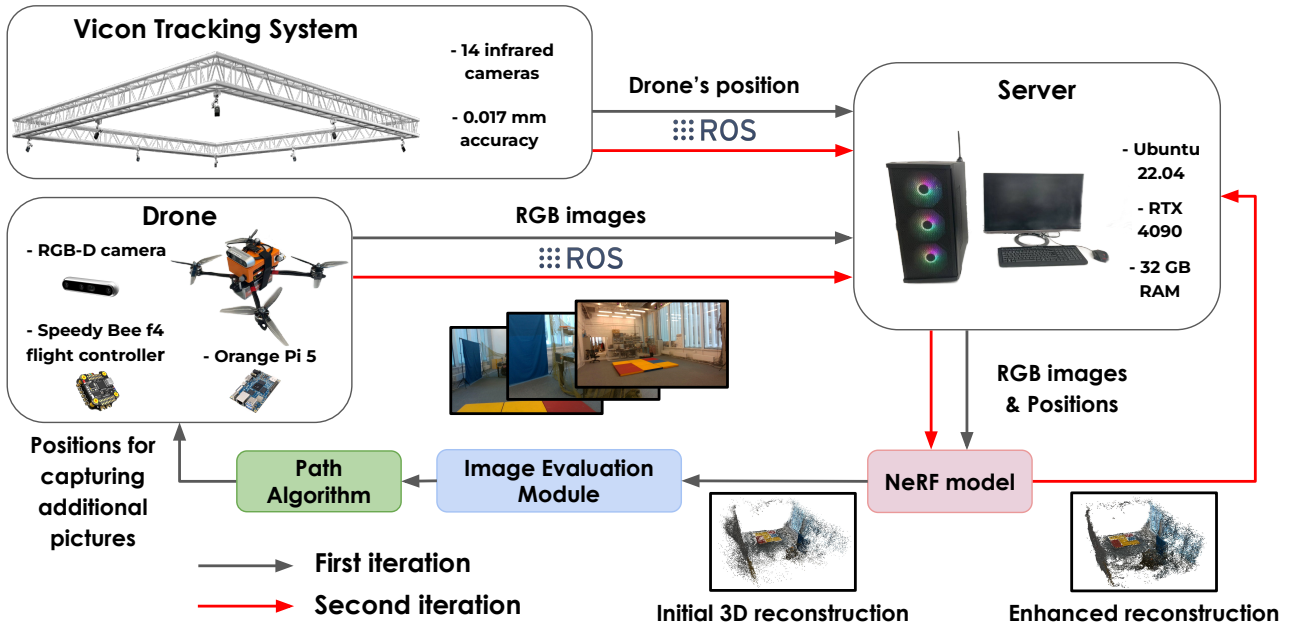 Vicon Tracking System
- 14 infrared
cameras
- 0.017 mm
accuracy
Drone's position
ROS
Server
- Ubuntu
22.04
- RTX
4090
- 32 GB
RAM
Drone
- RGB-D camera
- Speedy Bee f4
flight controller
- Orange Pi 5
RGB images
ROS
RGB images
& Positions
Positions for
capturing
additional
pictures
Path
Algorithm
Image Evaluation
Module
NeRF model
First iteration
Second iteration
Initial 3D reconstruction
Enhanced reconstruction